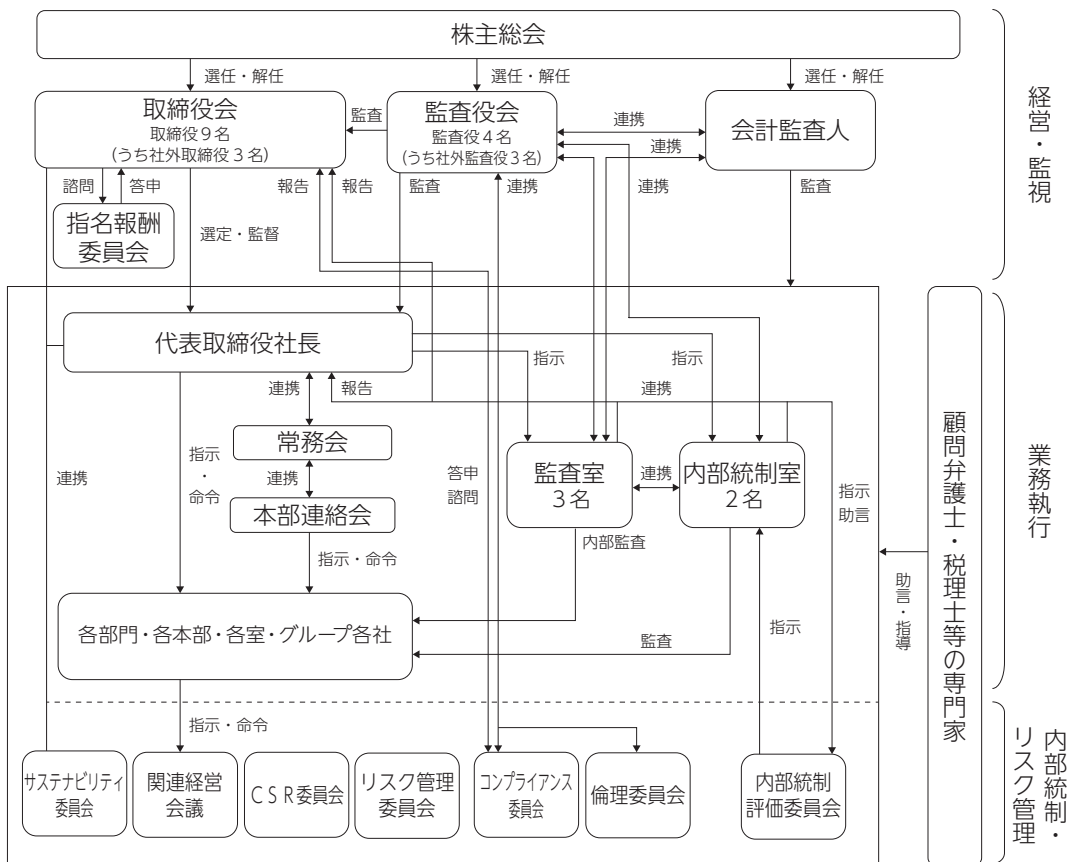 株主総会
選任・解任
選任・解任
選任・解任
取締役会
取締役９名
(うち社外取締役３名)
監査
監査役会
監査役４名
(うち社外監査役３名)
連携
連携
会計監査人
経営・監視
諮問
答申
報告
報告
監査
連携
連携
監査
指名報酬
委員会
選定・監督
代表取締役社長
指示
指示
連携
報告
連携
常務会
連携
指示
・
命令
連携
本部連絡会
答申
諮問
監査室
３名
連携
内部統制室
２名
指示
助言
内部監査
指示・命令
各部門・各本部・各室・グループ各社
監査
指示
助言・指導
顧問弁護士・税理士等の専門家
業務執行
指示・命令
サステナビリティ
委員会
関連経営
会議
ＣＳＲ委員会
リスク管理
委員会
コンプライアンス
委員会
倫理委員会
内部統制
評価委員会
内部統制・
リスク管理